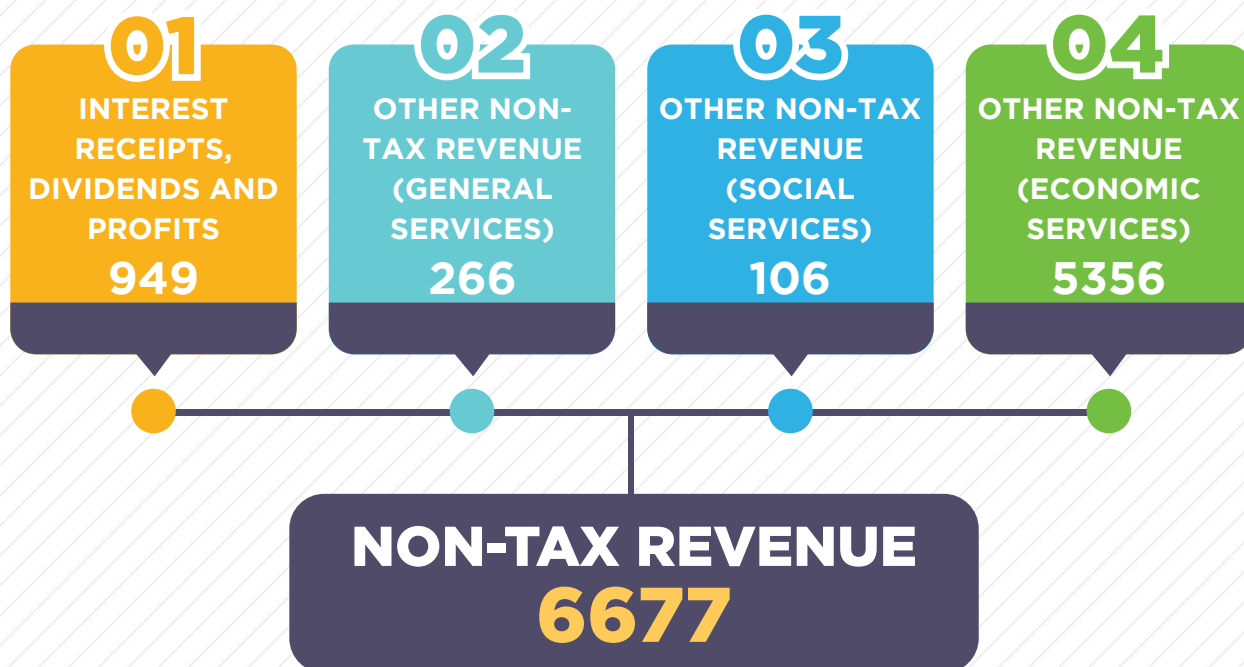 01
INTEREST
RECEIPTS,
DIVIDENDS AND
PROFITS
949
02
OTHER NON-
TAX REVENUE
(GENERAL
SERVICES)
266
03
OTHER NON-TAX
REVENUE
(SOCIAL
SERVICES)
106
04
OTHER NON-TAX
REVENUE
(ECONOMIC
SERVICES)
5356
NON-TAX REVENUE
6677